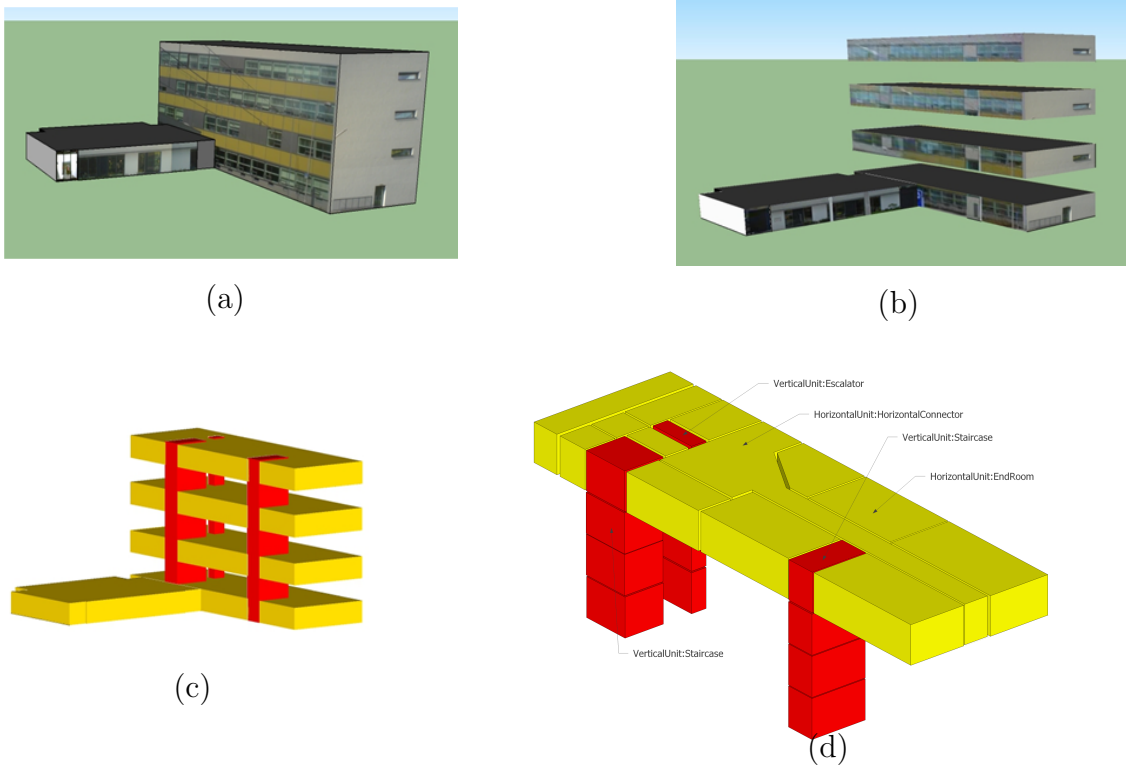 (a)
(b)
VerticalUnit:Escalator
HorizontalUnit:HorizontalConnector
VerticalUnit:Staircase
HorizontalUnit:EndRoom
VerticalUnit:Staircase
(c)
(d)